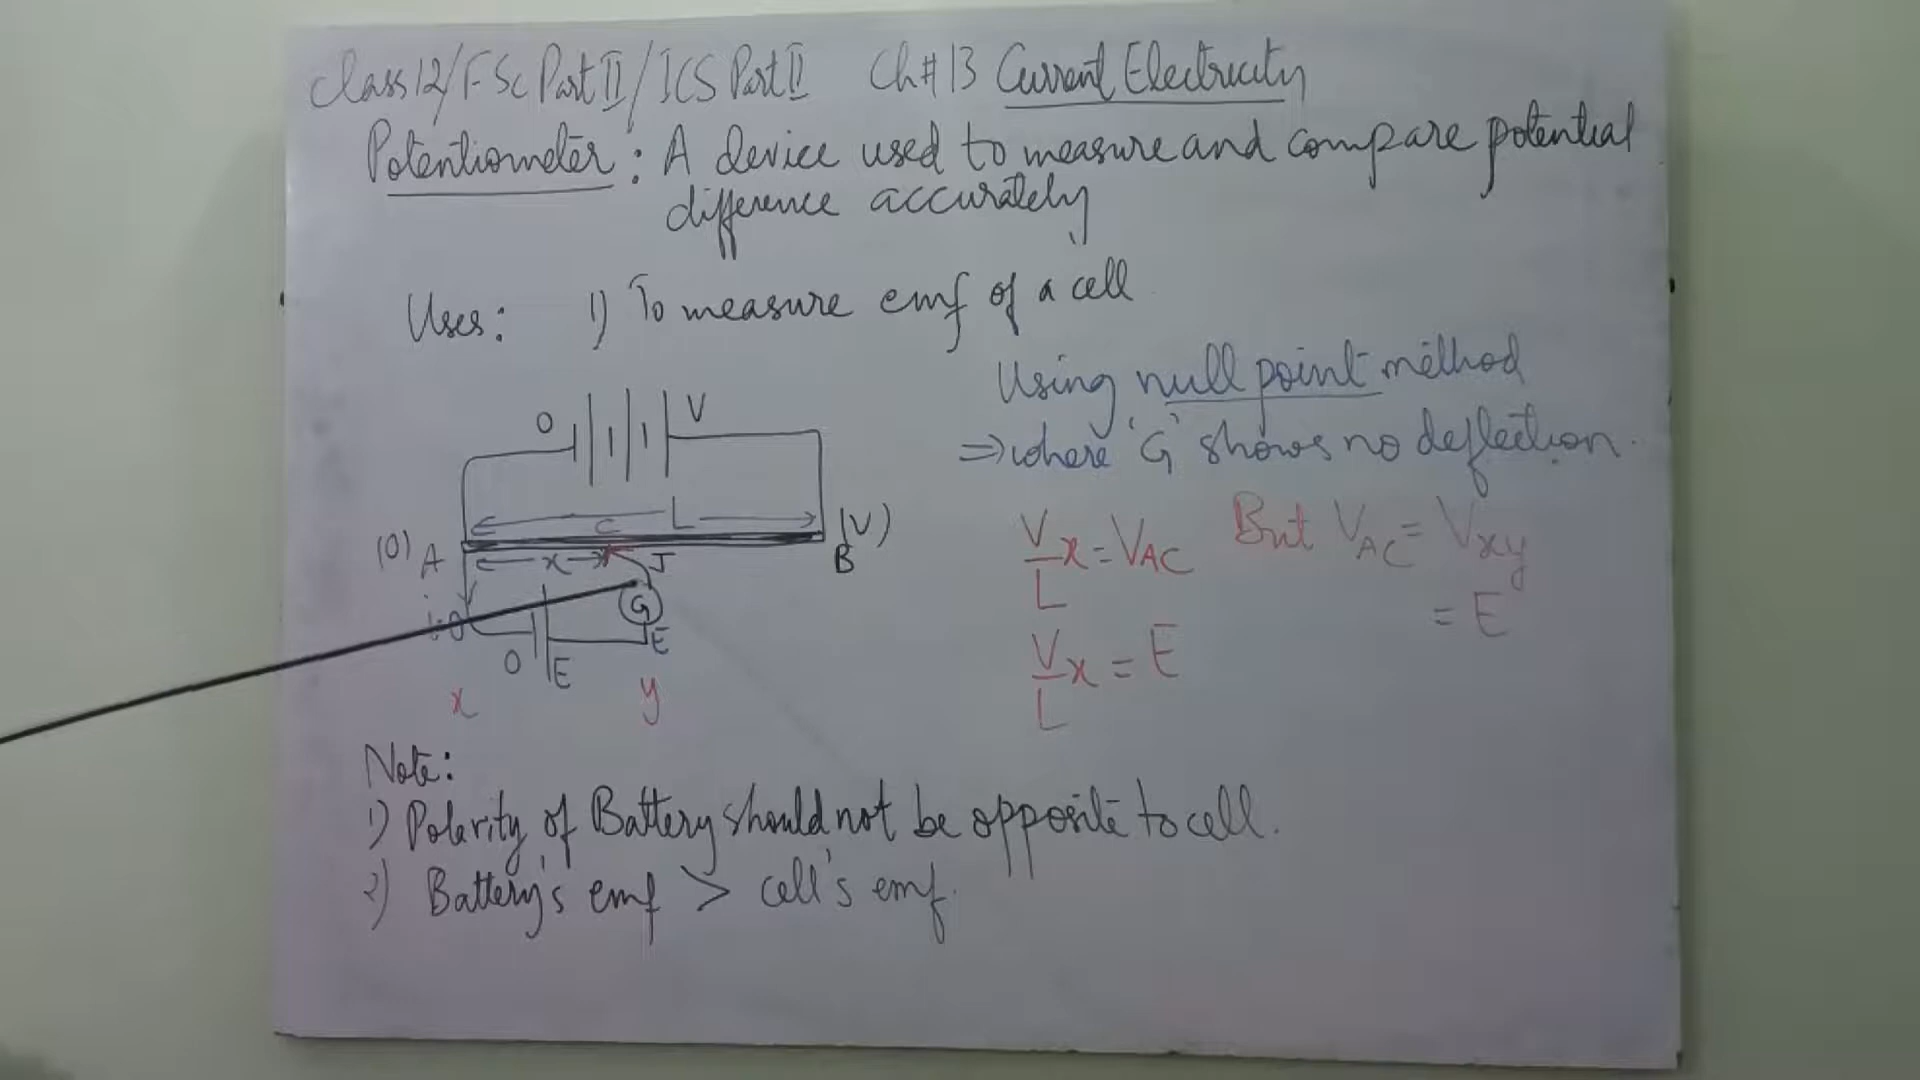 Class 12/F.Sc Part II/ICS Part II Ch#13 Current Electricity
Potentiometer: A device used to measure and compare potential
difference accurately
Uses: 1) To measure emf of a cell
Using null point method
⇒ where 'G' shows no deflection.
0 V
L
C
(0) A x J B (V)
G
0 E E
x y
V/L x = VAC But VAC = Vxy
= E
V/L x = E
Note:
1) Polarity of Battery should not be opposite to cell.
2) Battery's emf > cell's emf.